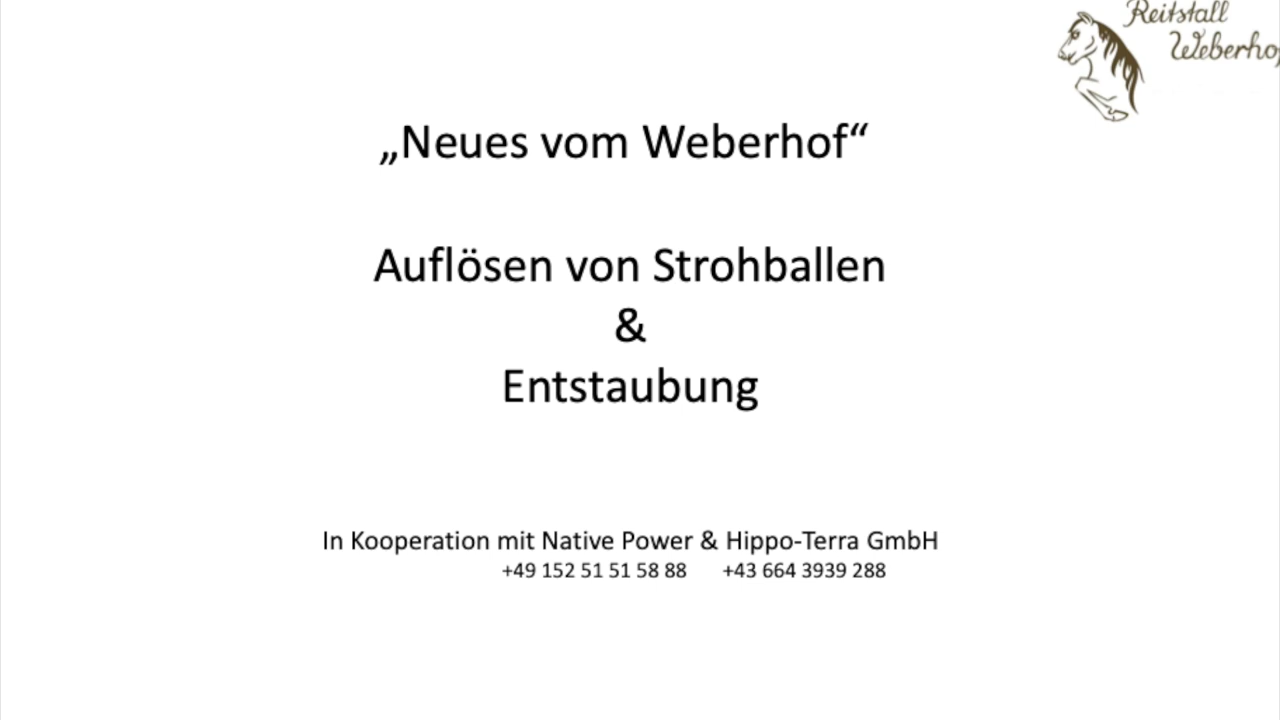 Reitstall
Weberhof
„Neues vom Weberhof“
Auflösen von Strohballen
&
Entstaubung
In Kooperation mit Native Power & Hippo-Terra GmbH
+49 152 51 51 58 88 +43 664 3939 288